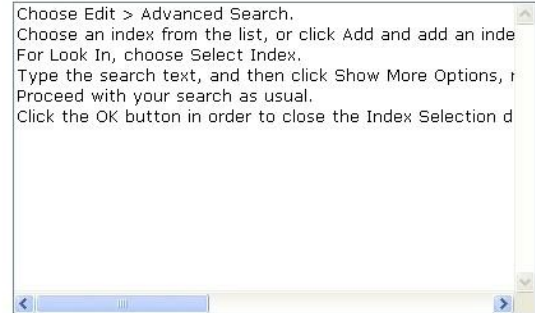 Choose Edit > Advanced Search.
Choose an index from the list, or click Add and add an inde
For Look In, choose Select Index.
Type the search text, and then click Show More Options, r
Proceed with your search as usual.
Click the OK button in order to close the Index Selection d